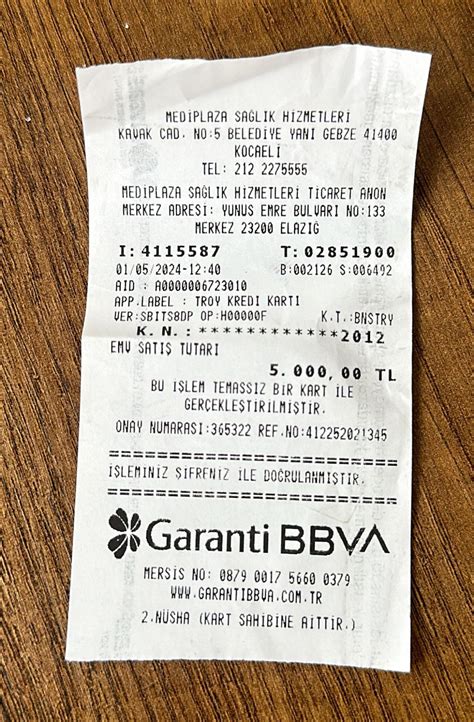 MEDİPLAZA SAĞLIK HİZMETLERİ
KAVAK CAD. NO:5 BELEDİYE YANI GEBZE 41400
KOCAELİ
TEL: 212 2275555
MEDİPLAZA SAĞLIK HİZMETLERİ TİCARET ANON
MERKEZ ADRESİ: YUNUS EMRE BULVARI NO:133
MERKEZ 23200 ELAZIĞ
I: 4115587 T: 02851900
01/05/2024-12:40 B:002126 S:006492
AID : A0000006723010
APP.LABEL : TROY KREDI KARTI
VER:SBITS8DP OP:H00000F K.T.:BNSTRY
K. N.: ************2012
EMV SATIŞ TUTARI
5.000,00 TL
BU İŞLEM TEMASSIZ BİR KART İLE
GERÇEKLEŞTİRİLMİŞTİR.
ONAY NUMARASI:365322 REF.NO:412252021345
========================================
İŞLEMİNİZ ŞİFRENİZ İLE DOĞRULANMIŞTIR.
========================================
Garanti BBVA
MERSİS NO: 0879 0017 5660 0379
WWW.GARANTIBBVA.COM.TR
2.NÜSHA (KART SAHİBİNE AİTTİR.)